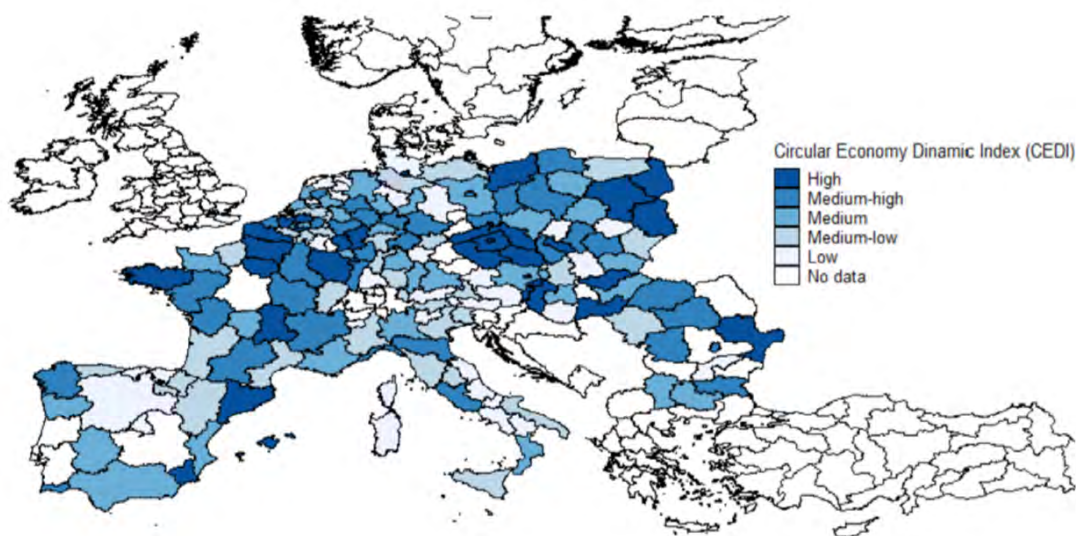 Circular Economy Dinamic Index (CEDI)
High
Medium-high
Medium
Medium-low
Low
No data